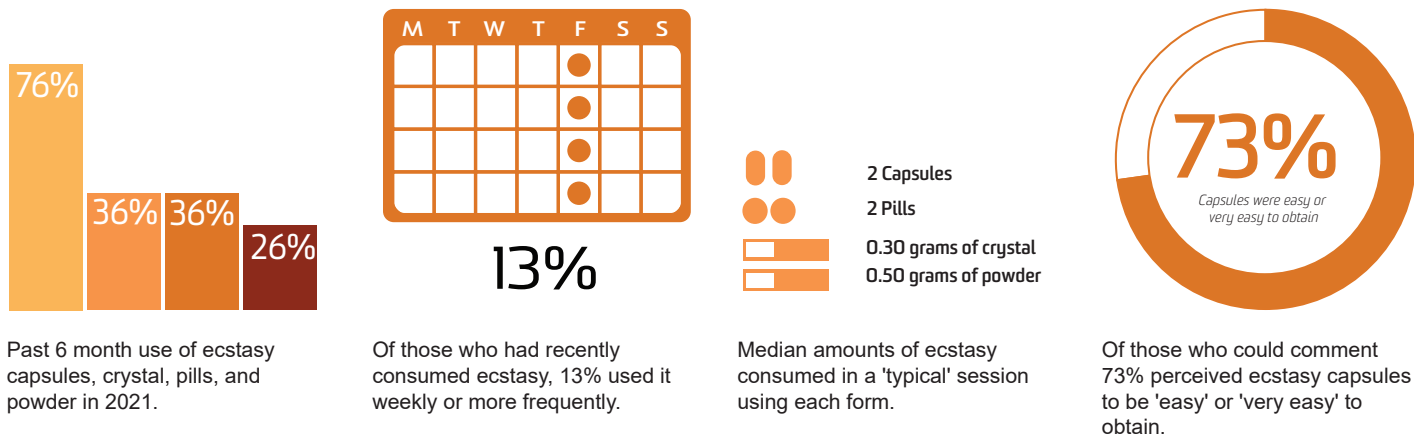 76%
36%
36%
26%
Past 6 month use of ecstasy
capsules, crystal, pills, and
powder in 2021.
M T W T F S S
13%
Of those who had recently
consumed ecstasy, 13% used it
weekly or more frequently.
2 Capsules
2 Pills
0.30 grams of crystal
0.50 grams of powder
Median amounts of ecstasy
consumed in a 'typical' session
using each form.
73%
Capsules were easy or
very easy to obtain
Of those who could comment
73% perceived ecstasy capsules
to be 'easy' or 'very easy' to
obtain.